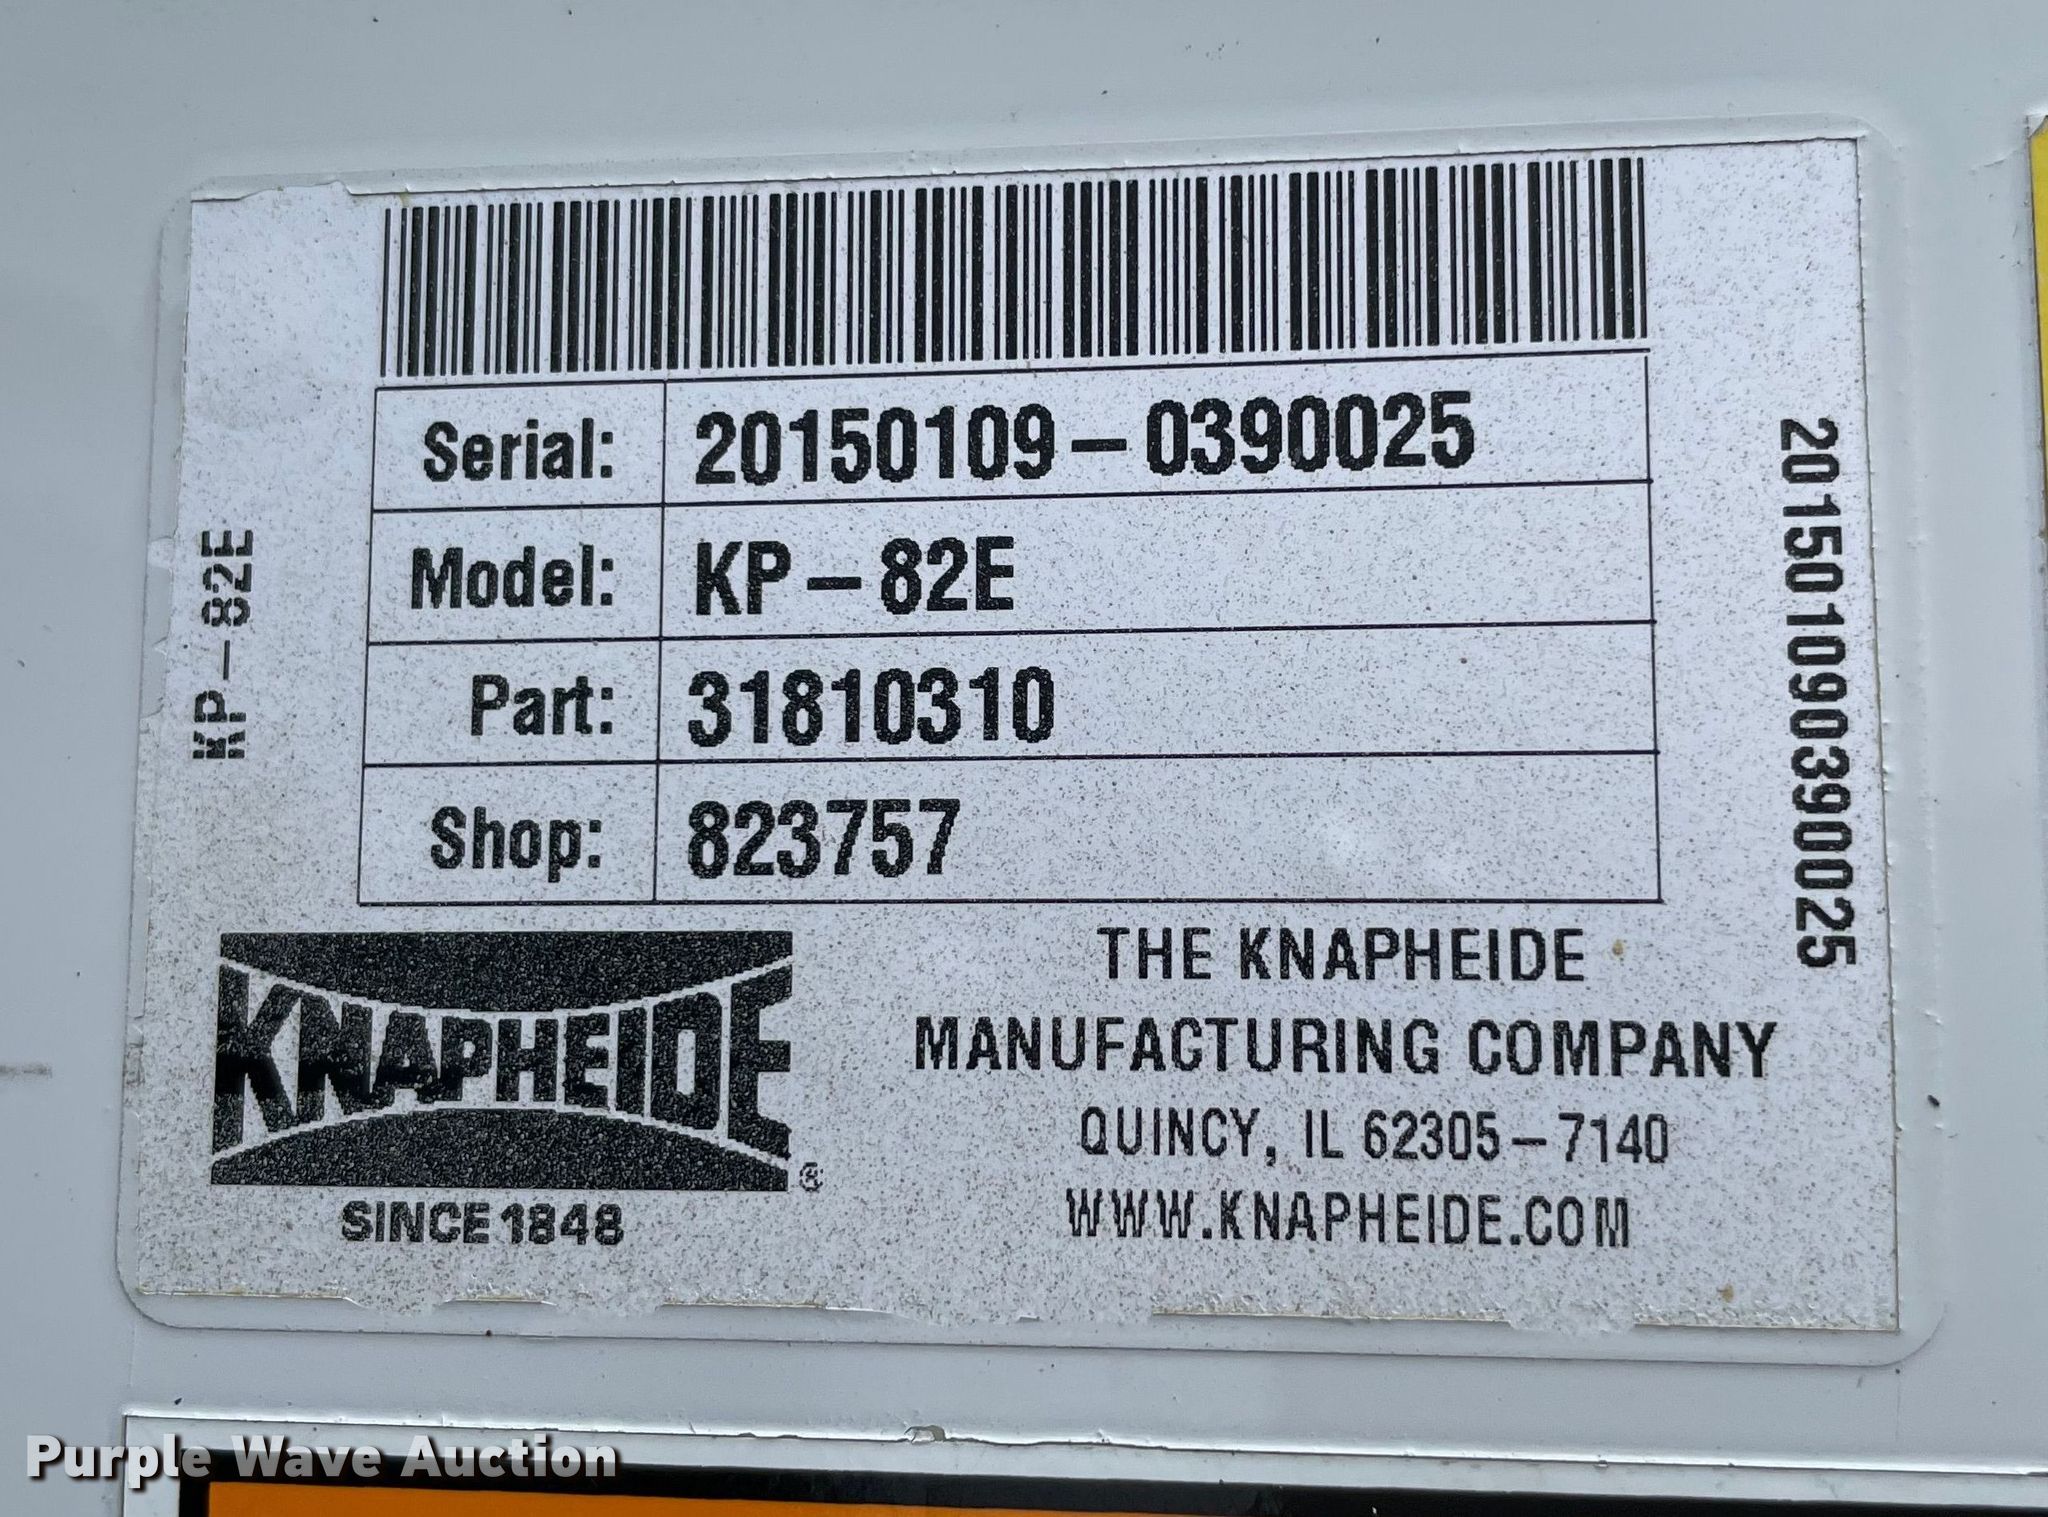 Serial: 20150109-0390025
Model: KP-82E
Part: 31810310
Shop: 823757
KP-82E
201501090390025
KNAPHEIDE®
SINCE 1848
THE KNAPHEIDE
MANUFACTURING COMPANY
QUINCY, IL 62305-7140
WWW.KNAPHEIDE.COM
Purple Wave Auction